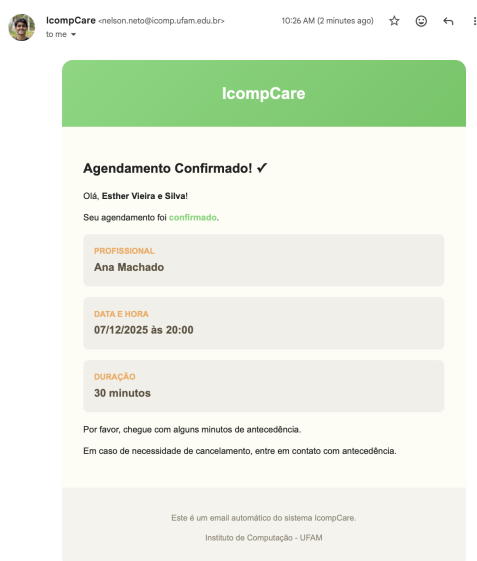 IcompCare <nelson.neto@icomp.ufam.edu.br> 10:26 AM (2 minutes ago)
to me
IcompCare
Agendamento Confirmado! ✓
Olá, Esther Vieira e Silva!
Seu agendamento foi confirmado.
PROFISSIONAL
Ana Machado
DATA E HORA
07/12/2025 às 20:00
DURAÇÃO
30 minutos
Por favor, chegue com alguns minutos de antecedência.
Em caso de necessidade de cancelamento, entre em contato com antecedência.
Este é um email automático do sistema IcompCare.
Instituto de Computação - UFAM